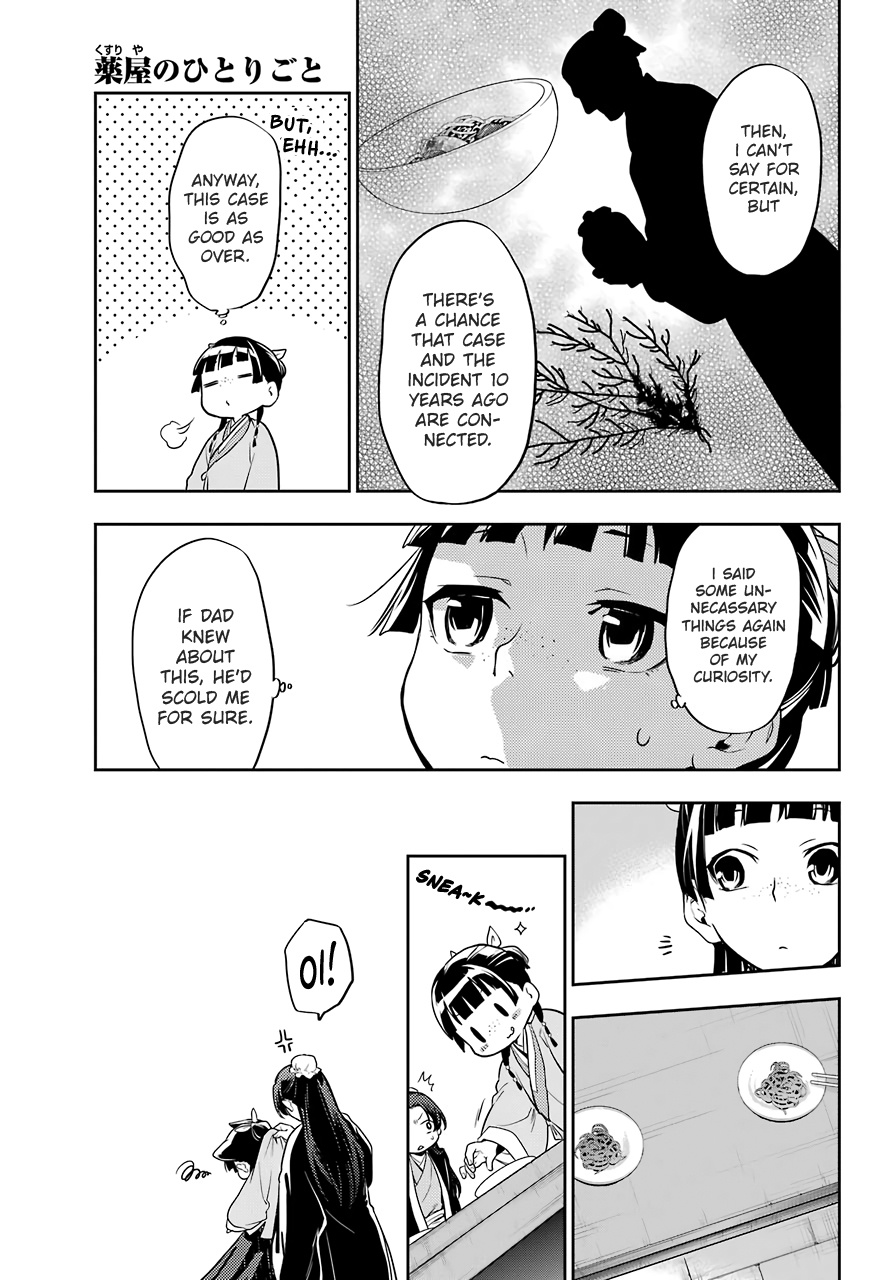 くすり や
薬屋のひとりごと
THEN,
I CAN'T
SAY FOR
CERTAIN,
BUT
THERE'S
A CHANCE
THAT CASE
AND THE
INCIDENT 10
YEARS AGO
ARE CON-
NECTED.
BUT,
EHH...
ANYWAY,
THIS CASE
IS AS
GOOD AS
OVER.
I SAID
SOME UN-
NECASSARY
THINGS AGAIN
BECAUSE
OF MY
CURIOSITY.
IF DAD
KNEW
ABOUT
THIS, HE'D
SCOLD ME
FOR SURE.
SNEA~K~~~..
OI!